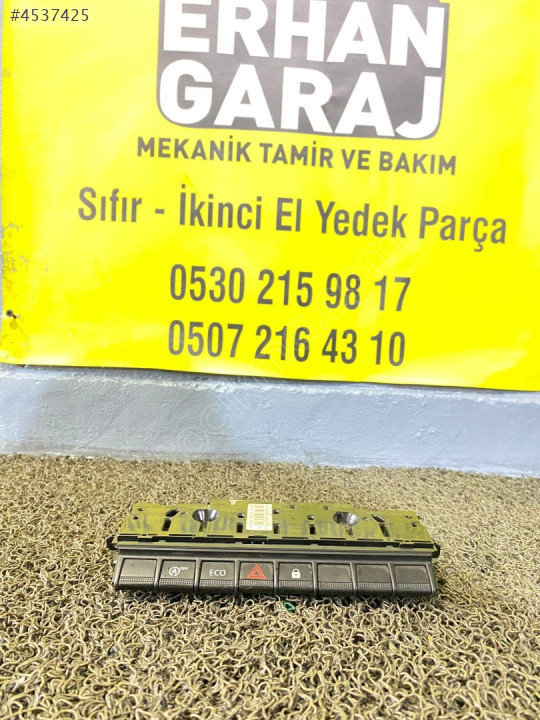 #4537425
ERHAN
GARAJ
MEKANİK TAMİR VE BAKIM
Sıfır - İkinci El Yedek Parça
0530 215 98 17
0507 216 43 10
A OFF ECO